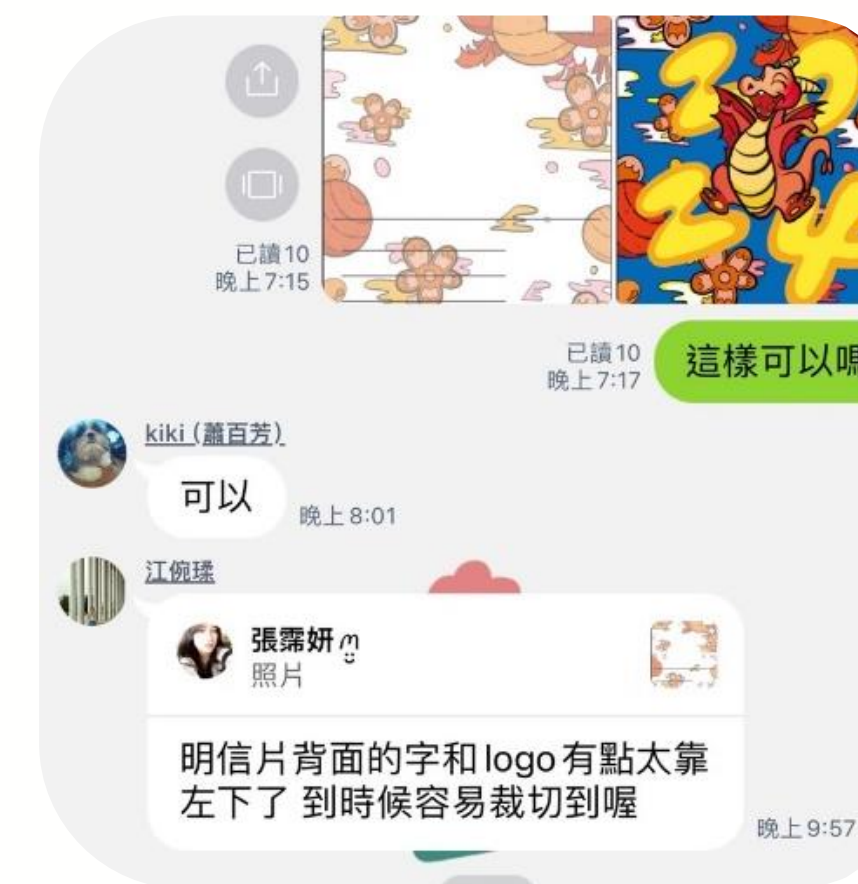 2024
已讀10
晚上7:15
已讀10
晚上7:17
這樣可以嗎
kiki (蕭百芳)
可以
晚上8:01
江倇瑈
張霈妍
照片
明信片背面的字和logo有點太靠
左下了 到時候容易裁切到喔
晚上9:57